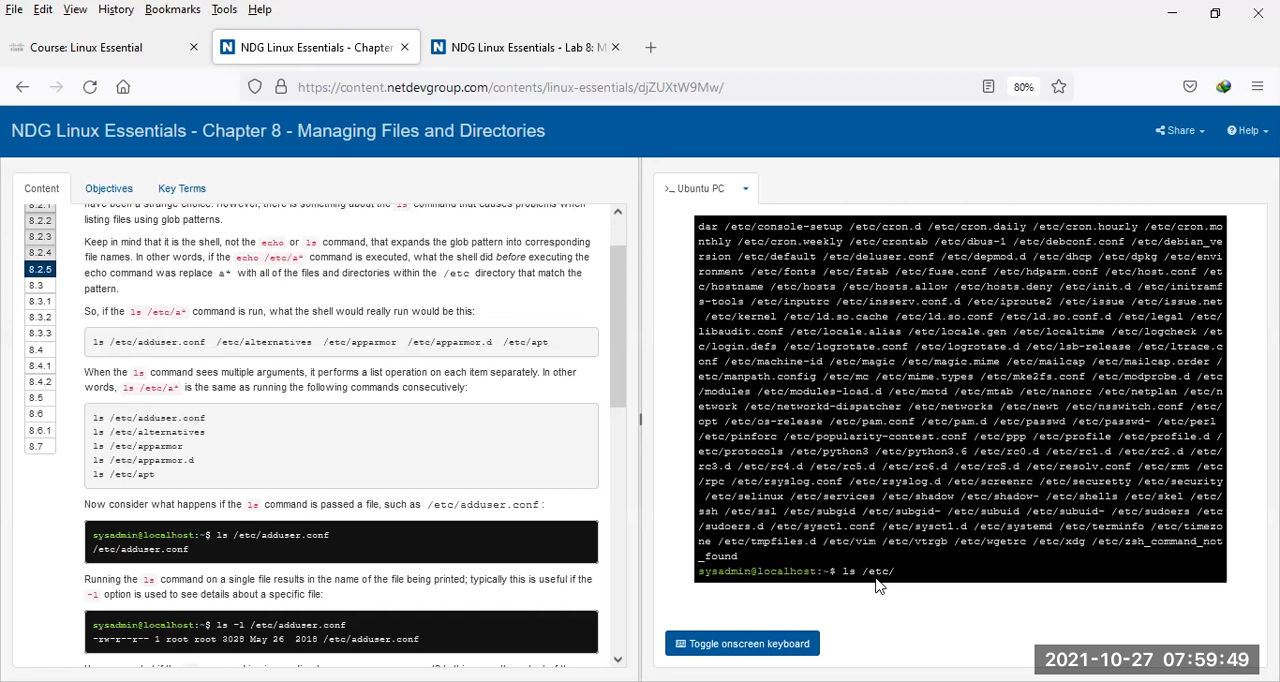 File Edit View History Bookmarks Tools Help
Course: Linux Essential
NDG Linux Essentials - Chapter
NDG Linux Essentials - Lab 8: M
https://content.netdevgroup.com/contents/linux-essentials/djZUXtW9Mw/
80%
NDG Linux Essentials - Chapter 8 - Managing Files and Directories
Share
Help
Content Objectives Key Terms
8.2.1
8.2.2
8.2.3
8.2.4
8.2.5
8.3
8.3.1
8.3.2
8.3.3
8.4
8.4.1
8.4.2
8.5
8.6
8.6.1
8.7
have been a strange choice. However, there is something about the ls command that causes problems when
listing files using glob patterns.
Keep in mind that it is the shell, not the echo or ls command, that expands the glob pattern into corresponding
file names. In other words, if the echo /etc/a* command is executed, what the shell did before executing the
echo command was replace a* with all of the files and directories within the /etc directory that match the
pattern.
So, if the ls /etc/a* command is run, what the shell would really run would be this:
ls /etc/adduser.conf /etc/alternatives /etc/apparmor /etc/apparmor.d /etc/apt
When the ls command sees multiple arguments, it performs a list operation on each item separately. In other
words, ls /etc/a* is the same as running the following commands consecutively:
ls /etc/adduser.conf
ls /etc/alternatives
ls /etc/apparmor
ls /etc/apparmor.d
ls /etc/apt
Now consider what happens if the ls command is passed a file, such as /etc/adduser.conf:
sysadmin@localhost:~$ ls /etc/adduser.conf
/etc/adduser.conf
Running the ls command on a single file results in the name of the file being printed; typically this is useful if the
-l option is used to see details about a specific file:
sysadmin@localhost:~$ ls -l /etc/adduser.conf
-rw-r--r-- 1 root root 3028 May 26 2018 /etc/adduser.conf
>_ Ubuntu PC
dar /etc/console-setup /etc/cron.d /etc/cron.daily /etc/cron.hourly /etc/cron.mo
nthly /etc/cron.weekly /etc/crontab /etc/dbus-1 /etc/debconf.conf /etc/debian_ve
rsion /etc/default /etc/deluser.conf /etc/depmod.d /etc/dhcp /etc/dpkg /etc/envi
ronment /etc/fonts /etc/fstab /etc/fuse.conf /etc/hdparm.conf /etc/host.conf /et
c/hostname /etc/hosts /etc/hosts.allow /etc/hosts.deny /etc/init.d /etc/initramf
s-tools /etc/inputrc /etc/insserv.conf.d /etc/iproute2 /etc/issue /etc/issue.net
/etc/kernel /etc/ld.so.cache /etc/ld.so.conf /etc/ld.so.conf.d /etc/legal /etc/
libaudit.conf /etc/locale.alias /etc/locale.gen /etc/localtime /etc/logcheck /et
c/login.defs /etc/logrotate.conf /etc/logrotate.d /etc/lsb-release /etc/ltrace.c
onf /etc/machine-id /etc/magic /etc/magic.mime /etc/mailcap /etc/mailcap.order /
etc/manpath.config /etc/mc /etc/mime.types /etc/mke2fs.conf /etc/modprobe.d /etc
/modules /etc/modules-load.d /etc/motd /etc/mtab /etc/nanorc /etc/netplan /etc/n
etwork /etc/networkd-dispatcher /etc/networks /etc/newt /etc/nsswitch.conf /etc/
opt /etc/os-release /etc/pam.conf /etc/pam.d /etc/passwd /etc/passwd- /etc/perl
/etc/pinforc /etc/popularity-contest.conf /etc/ppp /etc/profile /etc/profile.d /
etc/protocols /etc/python3 /etc/python3.6 /etc/rc0.d /etc/rc1.d /etc/rc2.d /etc/
rc3.d /etc/rc4.d /etc/rc5.d /etc/rc6.d /etc/rcS.d /etc/resolv.conf /etc/rmt /etc
/rpc /etc/rsyslog.conf /etc/rsyslog.d /etc/screenrc /etc/securetty /etc/security
/etc/selinux /etc/services /etc/shadow /etc/shadow- /etc/shells /etc/skel /etc/
ssh /etc/ssl /etc/subgid /etc/subgid- /etc/subuid /etc/subuid- /etc/sudoers /etc
/sudoers.d /etc/sysctl.conf /etc/sysctl.d /etc/systemd /etc/terminfo /etc/timezo
ne /etc/tmpfiles.d /etc/vim /etc/vtrgb /etc/wgetrc /etc/xdg /etc/zsh_command_not
_found
sysadmin@localhost:~$ ls /etc/
Toggle onscreen keyboard
2021-10-27 07:59:49